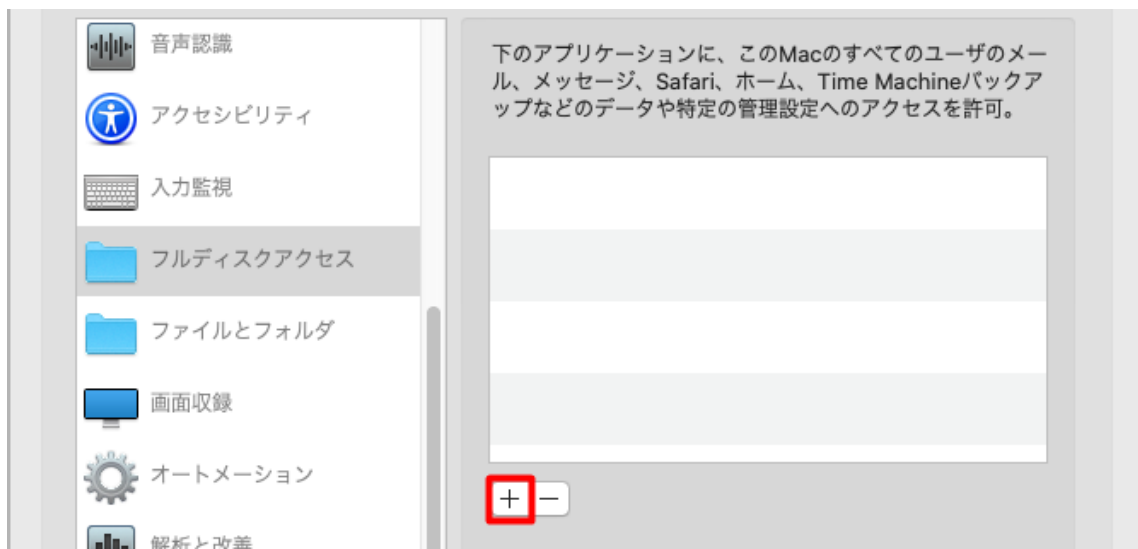 音声認識
アクセシビリティ
入力監視
フルディスクアクセス
ファイルとフォルダ
画面収録
オートメーション
解析と改善
下のアプリケーションに、このMacのすべてのユーザのメー
ル、メッセージ、Safari、ホーム、Time Machineバックア
ップなどのデータや特定の管理設定へのアクセスを許可。
+ −